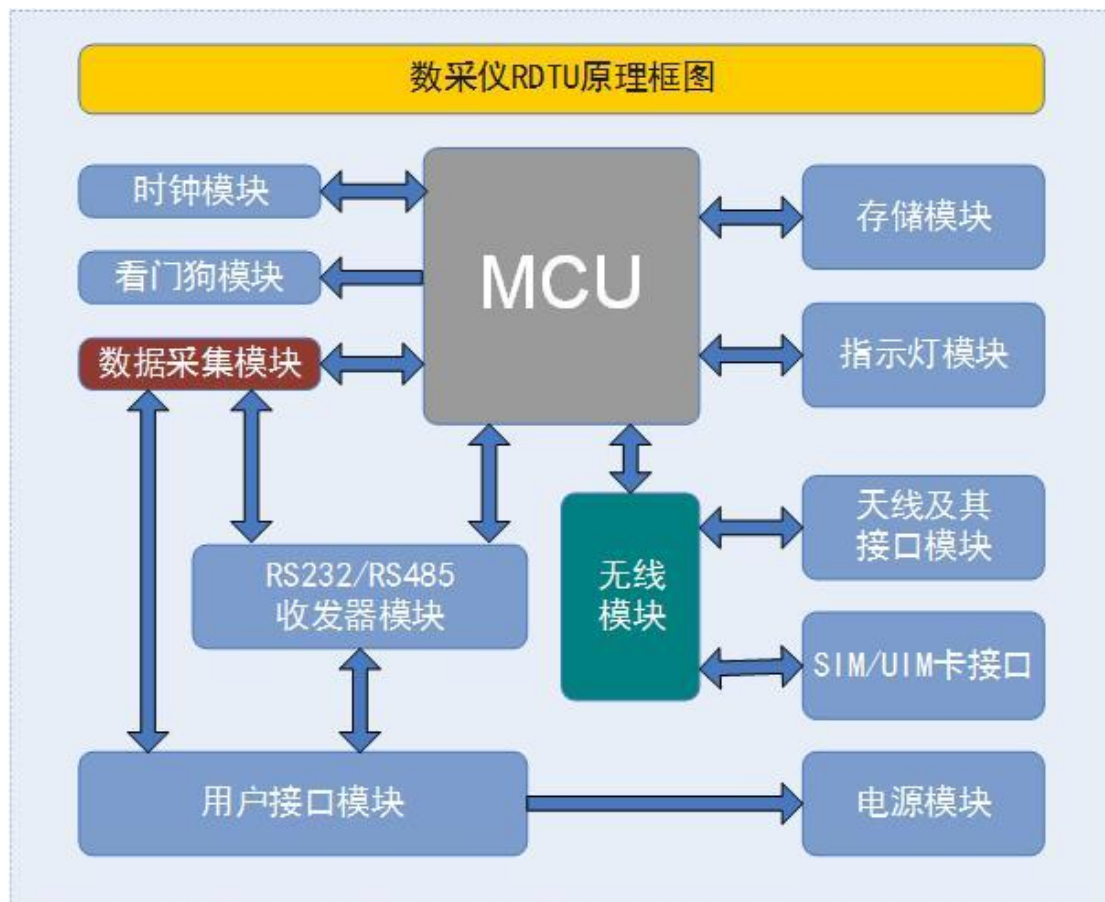 数采仪RDTU原理框图
时钟模块
看门狗模块
数据采集模块
MCU
存储模块
指示灯模块
RS232/RS485
收发器模块
无线
模块
天线及其
接口模块
SIM/UIM卡接口
用户接口模块
电源模块